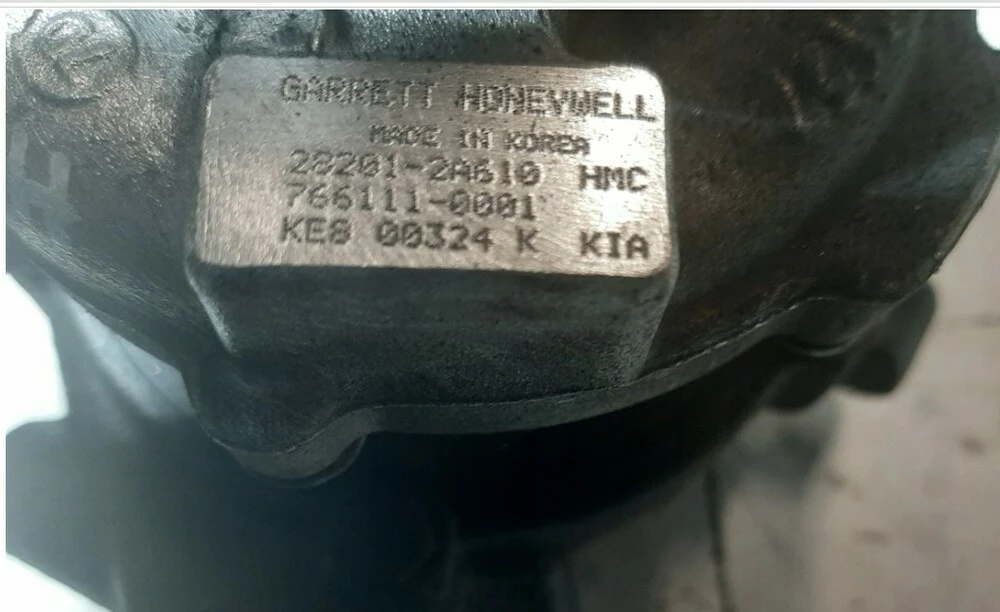 GARRETT HONEYWELL
MADE IN KOREA
28201-2A610 HMC
766111-0001
KE8 00324 K KIA